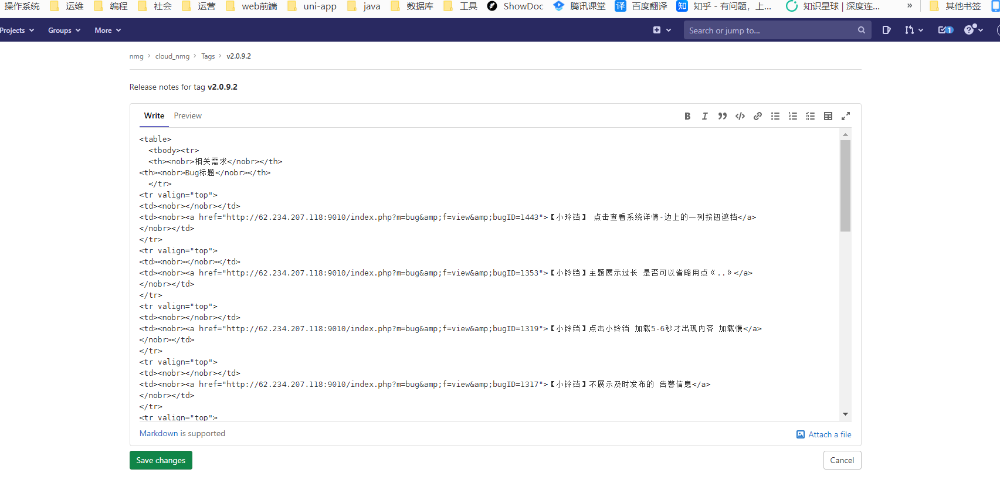 操作系统 运维 编程 社会 运营 web前端 uni-app java 数据库 工具 ShowDoc 腾讯课堂 译 百度翻译 知 知乎 - 有问题，上... 知识星球 | 深度连... » 其他书签
Projects Groups More Search or jump to... 1
nmg > cloud_nmg > Tags > v2.0.9.2
Release notes for tag v2.0.9.2
Write Preview
<table>
<tbody><tr>
<th><nobr>相关需求</nobr></th>
<th><nobr>Bug标题</nobr></th>
</tr>
<tr valign="top">
<td><nobr></nobr></td>
<td><nobr><a href="http://62.234.207.118:9010/index.php?m=bug&amp;f=view&amp;bugID=1443">【小玲铛】 点击查看系统详情-边上的一列按钮遮挡</a>
</nobr></td>
</tr>
<tr valign="top">
<td><nobr></nobr></td>
<td><nobr><a href="http://62.234.207.118:9010/index.php?m=bug&amp;f=view&amp;bugID=1353">【小铃铛】主题展示过长 是否可以省略用点《..》</a>
</nobr></td>
</tr>
<tr valign="top">
<td><nobr></nobr></td>
<td><nobr><a href="http://62.234.207.118:9010/index.php?m=bug&amp;f=view&amp;bugID=1319">【小铃铛】点击小铃铛 加载5-6秒才出现内容 加载慢</a>
</nobr></td>
</tr>
<tr valign="top">
<td><nobr></nobr></td>
<td><nobr><a href="http://62.234.207.118:9010/index.php?m=bug&amp;f=view&amp;bugID=1317">【小铃铛】不展示及时发布的 告警信息</a>
</nobr></td>
</tr>
<tr valign="top">
Markdown is supported
Attach a file
Save changes Cancel